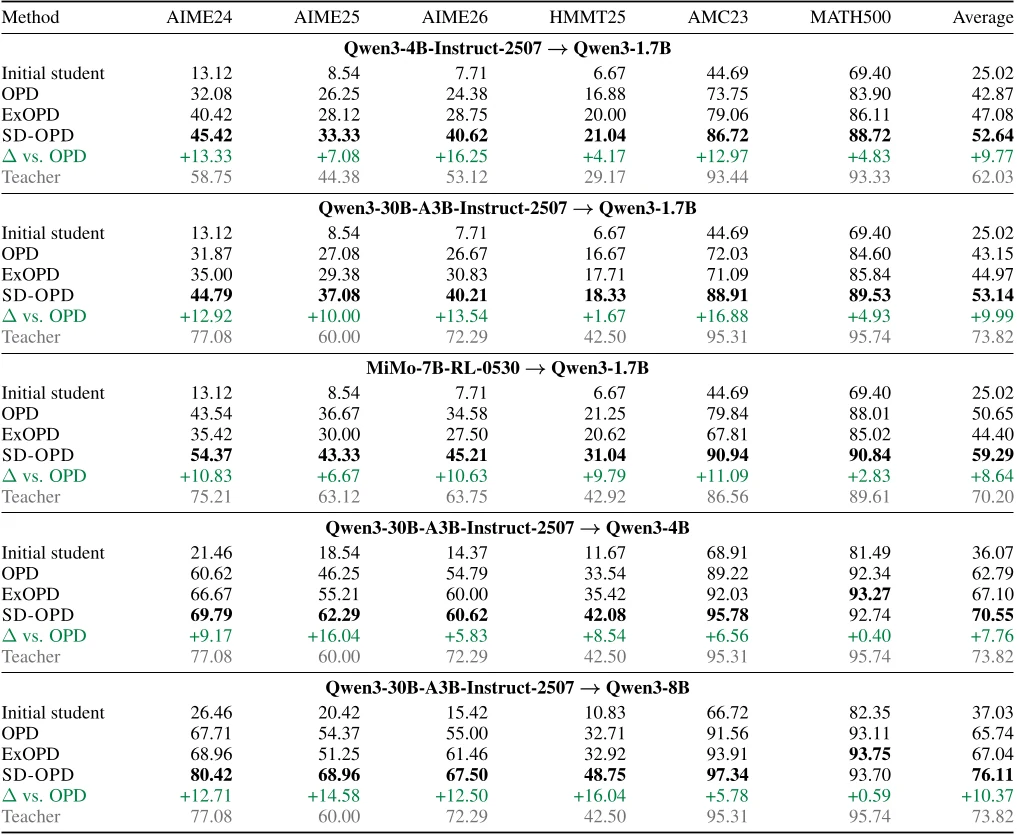 Method AIME24 AIME25 AIME26 HMMT25 AMC23 MATH500 Average
Qwen3-4B-Instruct-2507 → Qwen3-1.7B
Initial student 13.12 8.54 7.71 6.67 44.69 69.40 25.02
OPD 32.08 26.25 24.38 16.88 73.75 83.90 42.87
ExOPD 40.42 28.12 28.75 20.00 79.06 86.11 47.08
SD-OPD 45.42 33.33 40.62 21.04 86.72 88.72 52.64
Δ vs. OPD +13.33 +7.08 +16.25 +4.17 +12.97 +4.83 +9.77
Teacher 58.75 44.38 53.12 29.17 93.44 93.33 62.03
Qwen3-30B-A3B-Instruct-2507 → Qwen3-1.7B
Initial student 13.12 8.54 7.71 6.67 44.69 69.40 25.02
OPD 31.87 27.08 26.67 16.67 72.03 84.60 43.15
ExOPD 35.00 29.38 30.83 17.71 71.09 85.84 44.97
SD-OPD 44.79 37.08 40.21 18.33 88.91 89.53 53.14
Δ vs. OPD +12.92 +10.00 +13.54 +1.67 +16.88 +4.93 +9.99
Teacher 77.08 60.00 72.29 42.50 95.31 95.74 73.82
MiMo-7B-RL-0530 → Qwen3-1.7B
Initial student 13.12 8.54 7.71 6.67 44.69 69.40 25.02
OPD 43.54 36.67 34.58 21.25 79.84 88.01 50.65
ExOPD 35.42 30.00 27.50 20.62 67.81 85.02 44.40
SD-OPD 54.37 43.33 45.21 31.04 90.94 90.84 59.29
Δ vs. OPD +10.83 +6.67 +10.63 +9.79 +11.09 +2.83 +8.64
Teacher 75.21 63.12 63.75 42.92 86.56 89.61 70.20
Qwen3-30B-A3B-Instruct-2507 → Qwen3-4B
Initial student 21.46 18.54 14.37 11.67 68.91 81.49 36.07
OPD 60.62 46.25 54.79 33.54 89.22 92.34 62.79
ExOPD 66.67 55.21 60.00 35.42 92.03 93.27 67.10
SD-OPD 69.79 62.29 60.62 42.08 95.78 92.74 70.55
Δ vs. OPD +9.17 +16.04 +5.83 +8.54 +6.56 +0.40 +7.76
Teacher 77.08 60.00 72.29 42.50 95.31 95.74 73.82
Qwen3-30B-A3B-Instruct-2507 → Qwen3-8B
Initial student 26.46 20.42 15.42 10.83 66.72 82.35 37.03
OPD 67.71 54.37 55.00 32.71 91.56 93.11 65.74
ExOPD 68.96 51.25 61.46 32.92 93.91 93.75 67.04
SD-OPD 80.42 68.96 67.50 48.75 97.34 93.70 76.11
Δ vs. OPD +12.71 +14.58 +12.50 +16.04 +5.78 +0.59 +10.37
Teacher 77.08 60.00 72.29 42.50 95.31 95.74 73.82